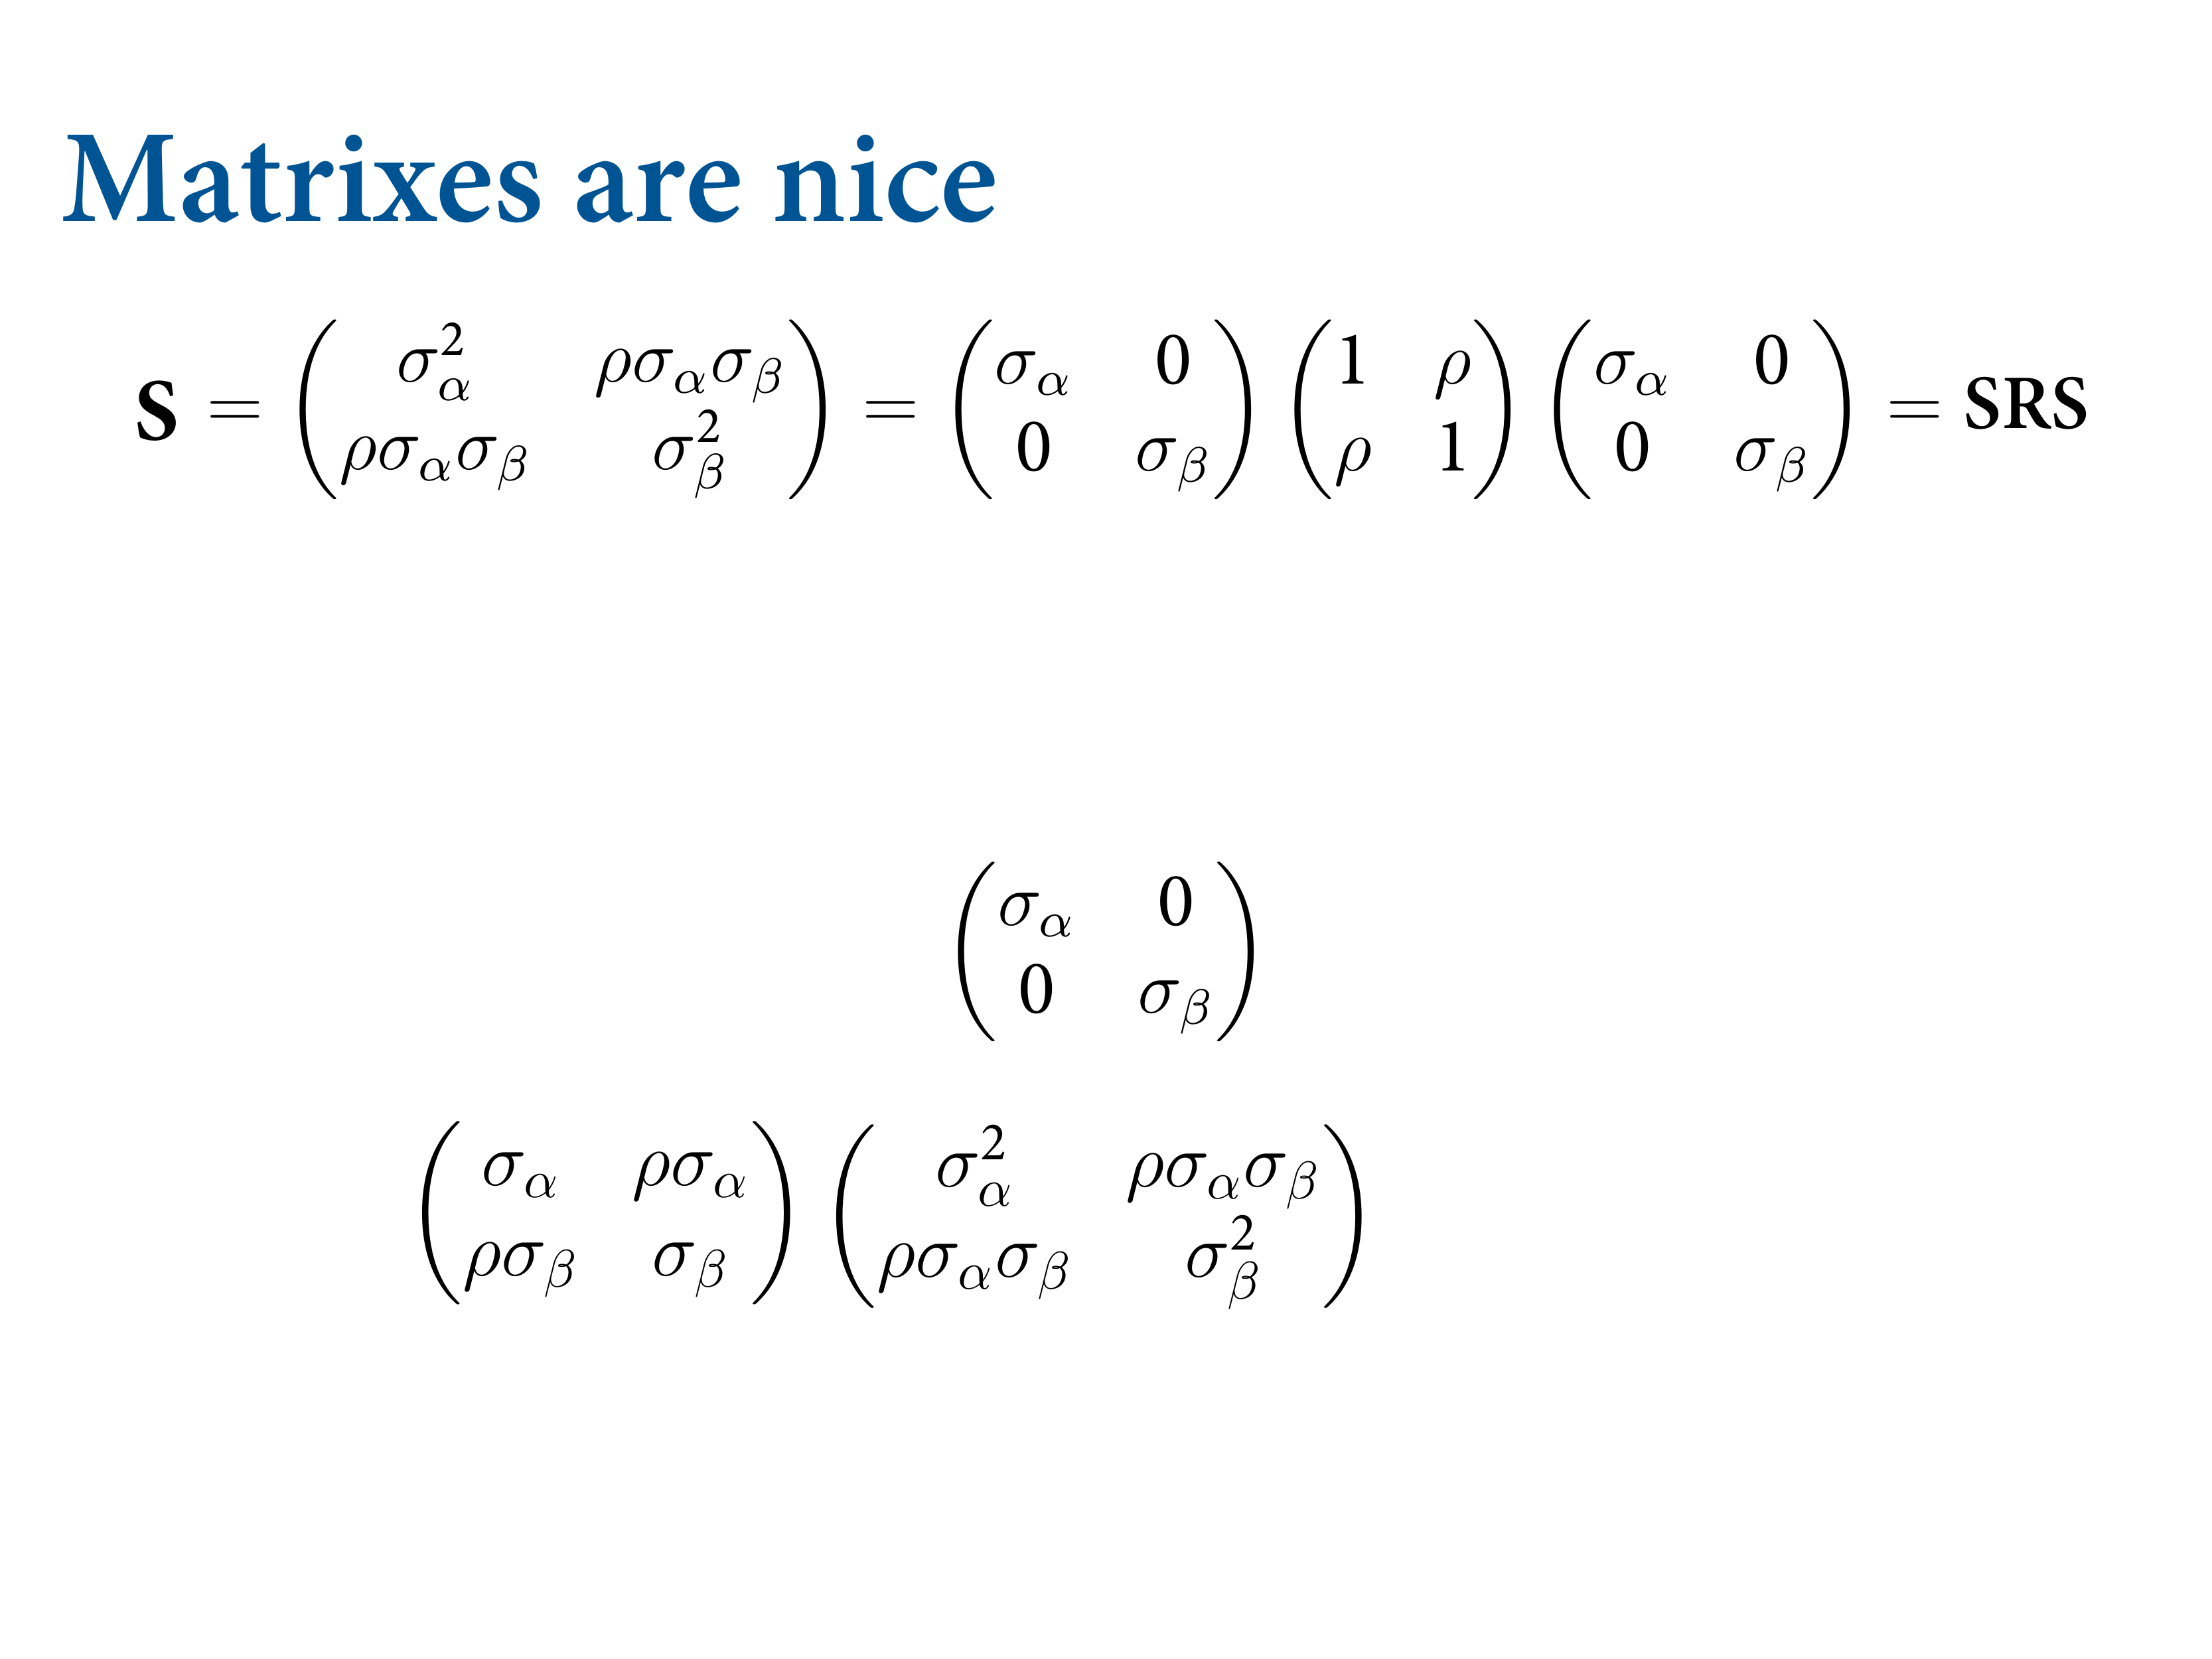 Matrixes are nice
$$\mathbf{S} = \begin{pmatrix} \sigma_\alpha^2 & \rho\sigma_\alpha\sigma_\beta \\ \rho\sigma_\alpha\sigma_\beta & \sigma_\beta^2 \end{pmatrix} = \begin{pmatrix} \sigma_\alpha & 0 \\ 0 & \sigma_\beta \end{pmatrix} \begin{pmatrix} 1 & \rho \\ \rho & 1 \end{pmatrix} \begin{pmatrix} \sigma_\alpha & 0 \\ 0 & \sigma_\beta \end{pmatrix} = \mathbf{SRS}$$
$$\begin{pmatrix} \sigma_\alpha & 0 \\ 0 & \sigma_\beta \end{pmatrix}$$
$$\begin{pmatrix} \sigma_\alpha & \rho\sigma_\alpha \\ \rho\sigma_\beta & \sigma_\beta \end{pmatrix} \begin{pmatrix} \sigma_\alpha^2 & \rho\sigma_\alpha\sigma_\beta \\ \rho\sigma_\alpha\sigma_\beta & \sigma_\beta^2 \end{pmatrix}$$